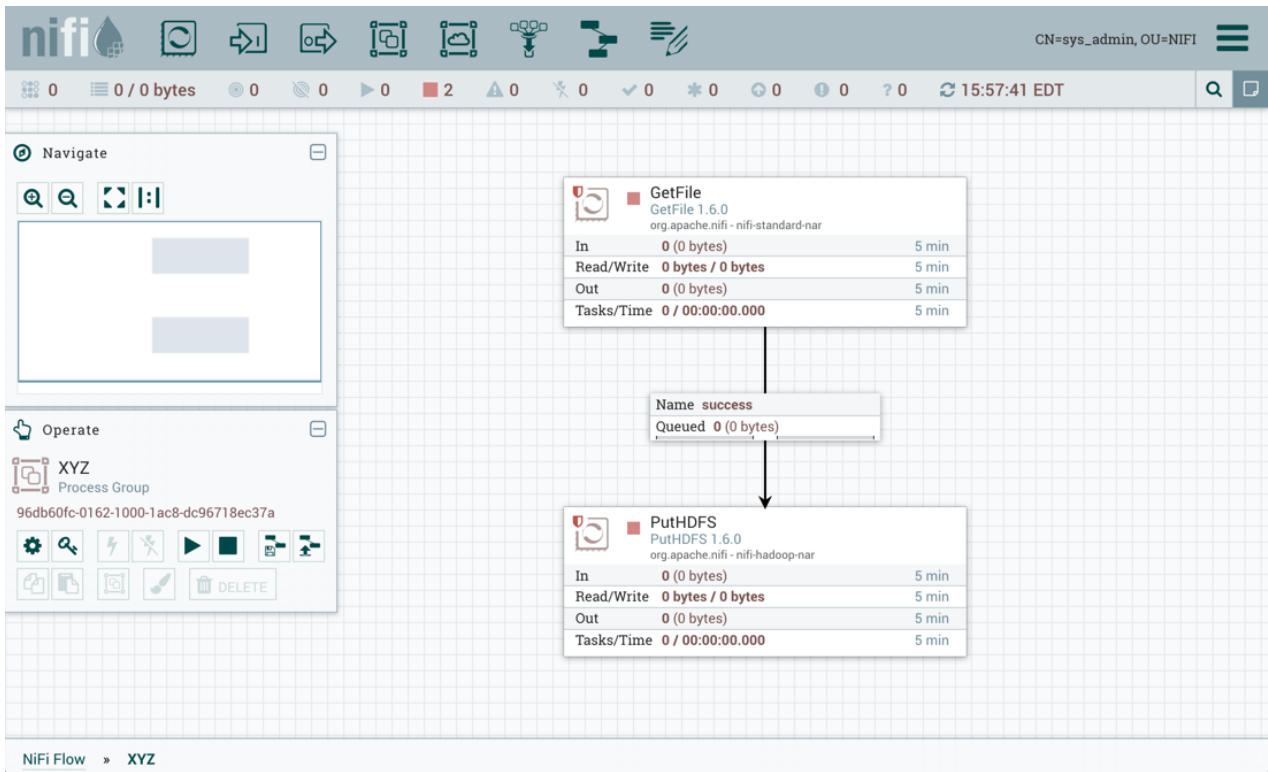 nifi
CN=sys_admin, OU=NIFI
0 0 / 0 bytes 0 0 0 2 0 0 0 0 0 0 ? 0 15:57:41 EDT
Navigate
Operate
XYZ
Process Group
96db60fc-0162-1000-1ac8-dc96718ec37a
DELETE
GetFile
GetFile 1.6.0
org.apache.nifi - nifi-standard-nar
In 0 (0 bytes) 5 min
Read/Write 0 bytes / 0 bytes 5 min
Out 0 (0 bytes) 5 min
Tasks/Time 0 / 00:00:00.000 5 min
Name success
Queued 0 (0 bytes)
PutHDFS
PutHDFS 1.6.0
org.apache.nifi - nifi-hadoop-nar
In 0 (0 bytes) 5 min
Read/Write 0 bytes / 0 bytes 5 min
Out 0 (0 bytes) 5 min
Tasks/Time 0 / 00:00:00.000 5 min
NiFi Flow » XYZ